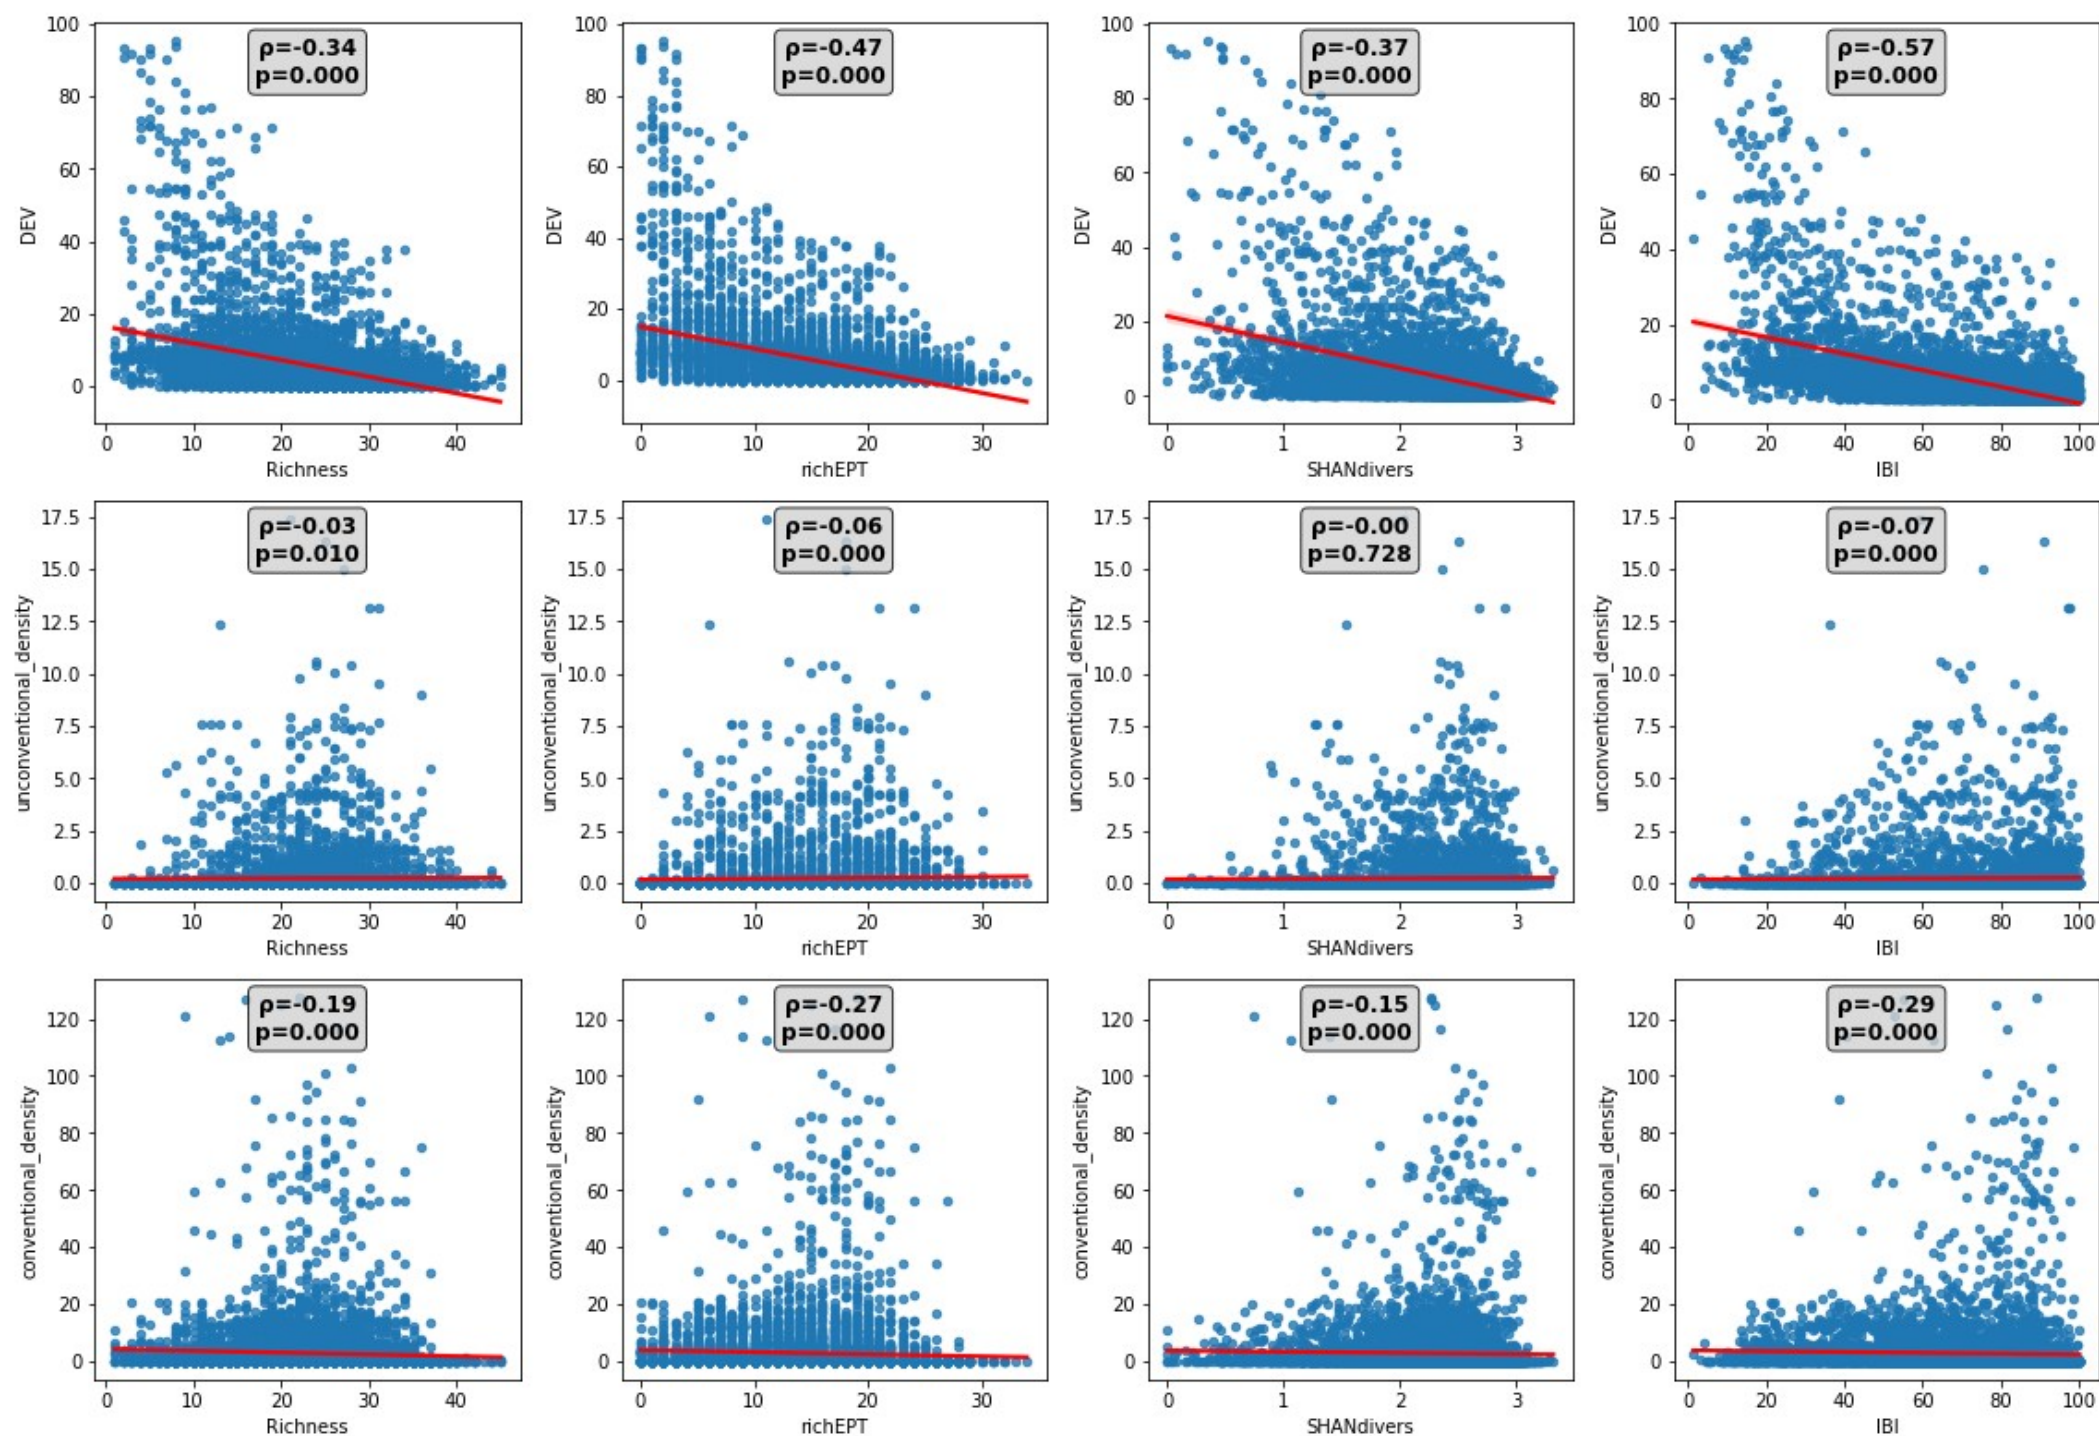 100
80
60
40
20
0
DEV
ρ=-0.34
p=0.000
0 10 20 30 40
Richness
100
80
60
40
20
0
DEV
ρ=-0.47
p=0.000
0 10 20 30
richEPT
100
80
60
40
20
0
DEV
ρ=-0.37
p=0.000
0 1 2 3
SHANdivers
100
80
60
40
20
0
DEV
ρ=-0.57
p=0.000
0 20 40 60 80 100
IBI
17.5
15.0
12.5
10.0
7.5
5.0
2.5
0.0
unconventional_density
ρ=-0.03
p=0.010
0 10 20 30 40
Richness
17.5
15.0
12.5
10.0
7.5
5.0
2.5
0.0
unconventional_density
ρ=-0.06
p=0.000
0 10 20 30
richEPT
17.5
15.0
12.5
10.0
7.5
5.0
2.5
0.0
unconventional_density
ρ=-0.00
p=0.728
0 1 2 3
SHANdivers
17.5
15.0
12.5
10.0
7.5
5.0
2.5
0.0
unconventional_density
ρ=-0.07
p=0.000
0 20 40 60 80 100
IBI
120
100
80
60
40
20
0
conventional_density
ρ=-0.19
p=0.000
0 10 20 30 40
Richness
120
100
80
60
40
20
0
conventional_density
ρ=-0.27
p=0.000
0 10 20 30
richEPT
120
100
80
60
40
20
0
conventional_density
ρ=-0.15
p=0.000
0 1 2 3
SHANdivers
120
100
80
60
40
20
0
conventional_density
ρ=-0.29
p=0.000
0 20 40 60 80 100
IBI